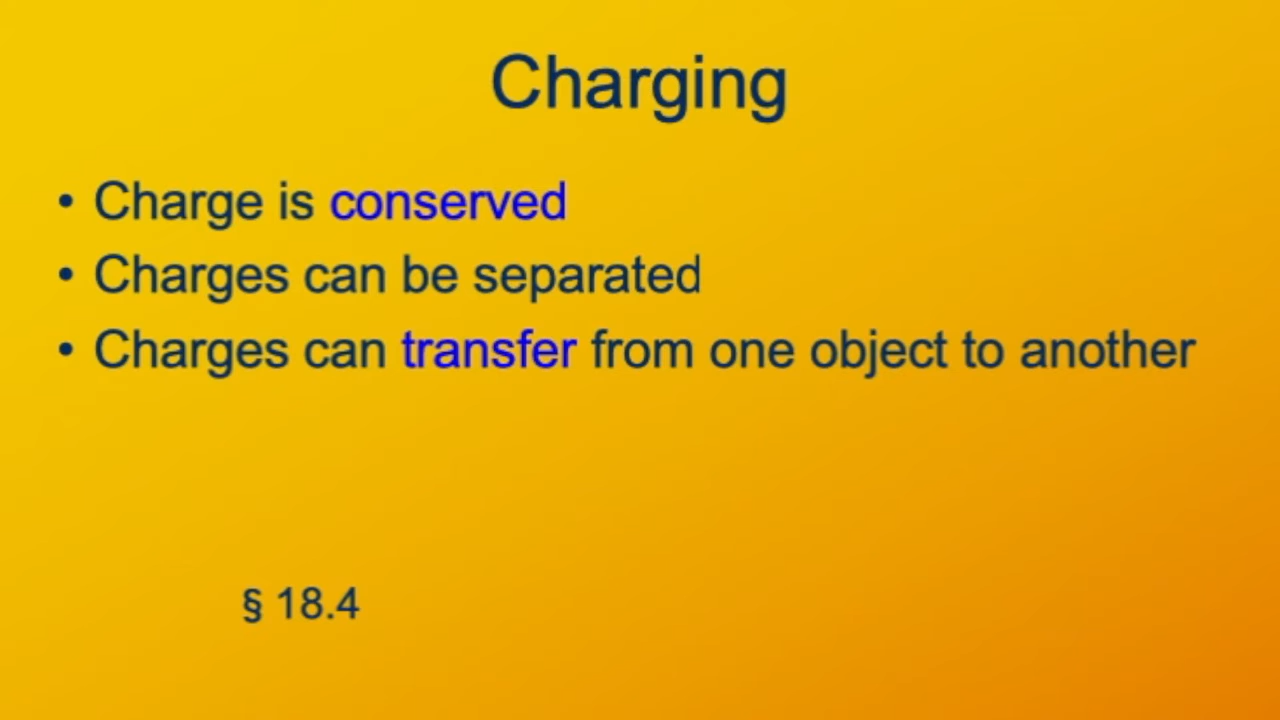 Charging
• Charge is conserved
• Charges can be separated
• Charges can transfer from one object to another
§ 18.4